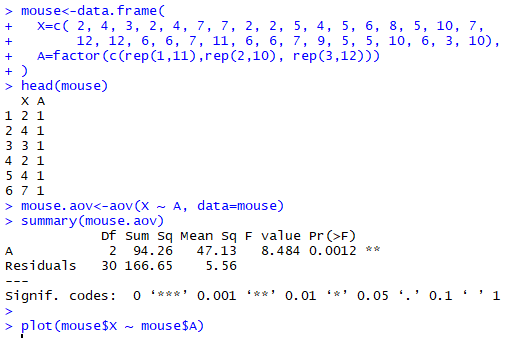 > mouse<-data.frame(
+   X=c( 2, 4, 3, 2, 4, 7, 7, 2, 2, 5, 4, 5, 6, 8, 5, 10, 7,
+        12, 12, 6, 6, 7, 11, 6, 6, 7, 9, 5, 5, 10, 6, 3, 10),
+   A=factor(c(rep(1,11),rep(2,10), rep(3,12)))
+ )
> head(mouse)
  X A
1 2 1
2 4 1
3 3 1
4 2 1
5 4 1
6 7 1
> mouse.aov<-aov(X ~ A, data=mouse)
> summary(mouse.aov)
            Df Sum Sq Mean Sq F value Pr(>F)
A            2  94.26   47.13   8.484 0.0012 **
Residuals   30 166.65    5.56
---
Signif. codes:  0 ‘***’ 0.001 ‘**’ 0.01 ‘*’ 0.05 ‘.’ 0.1 ‘ ’ 1
>
> plot(mouse$X ~ mouse$A)